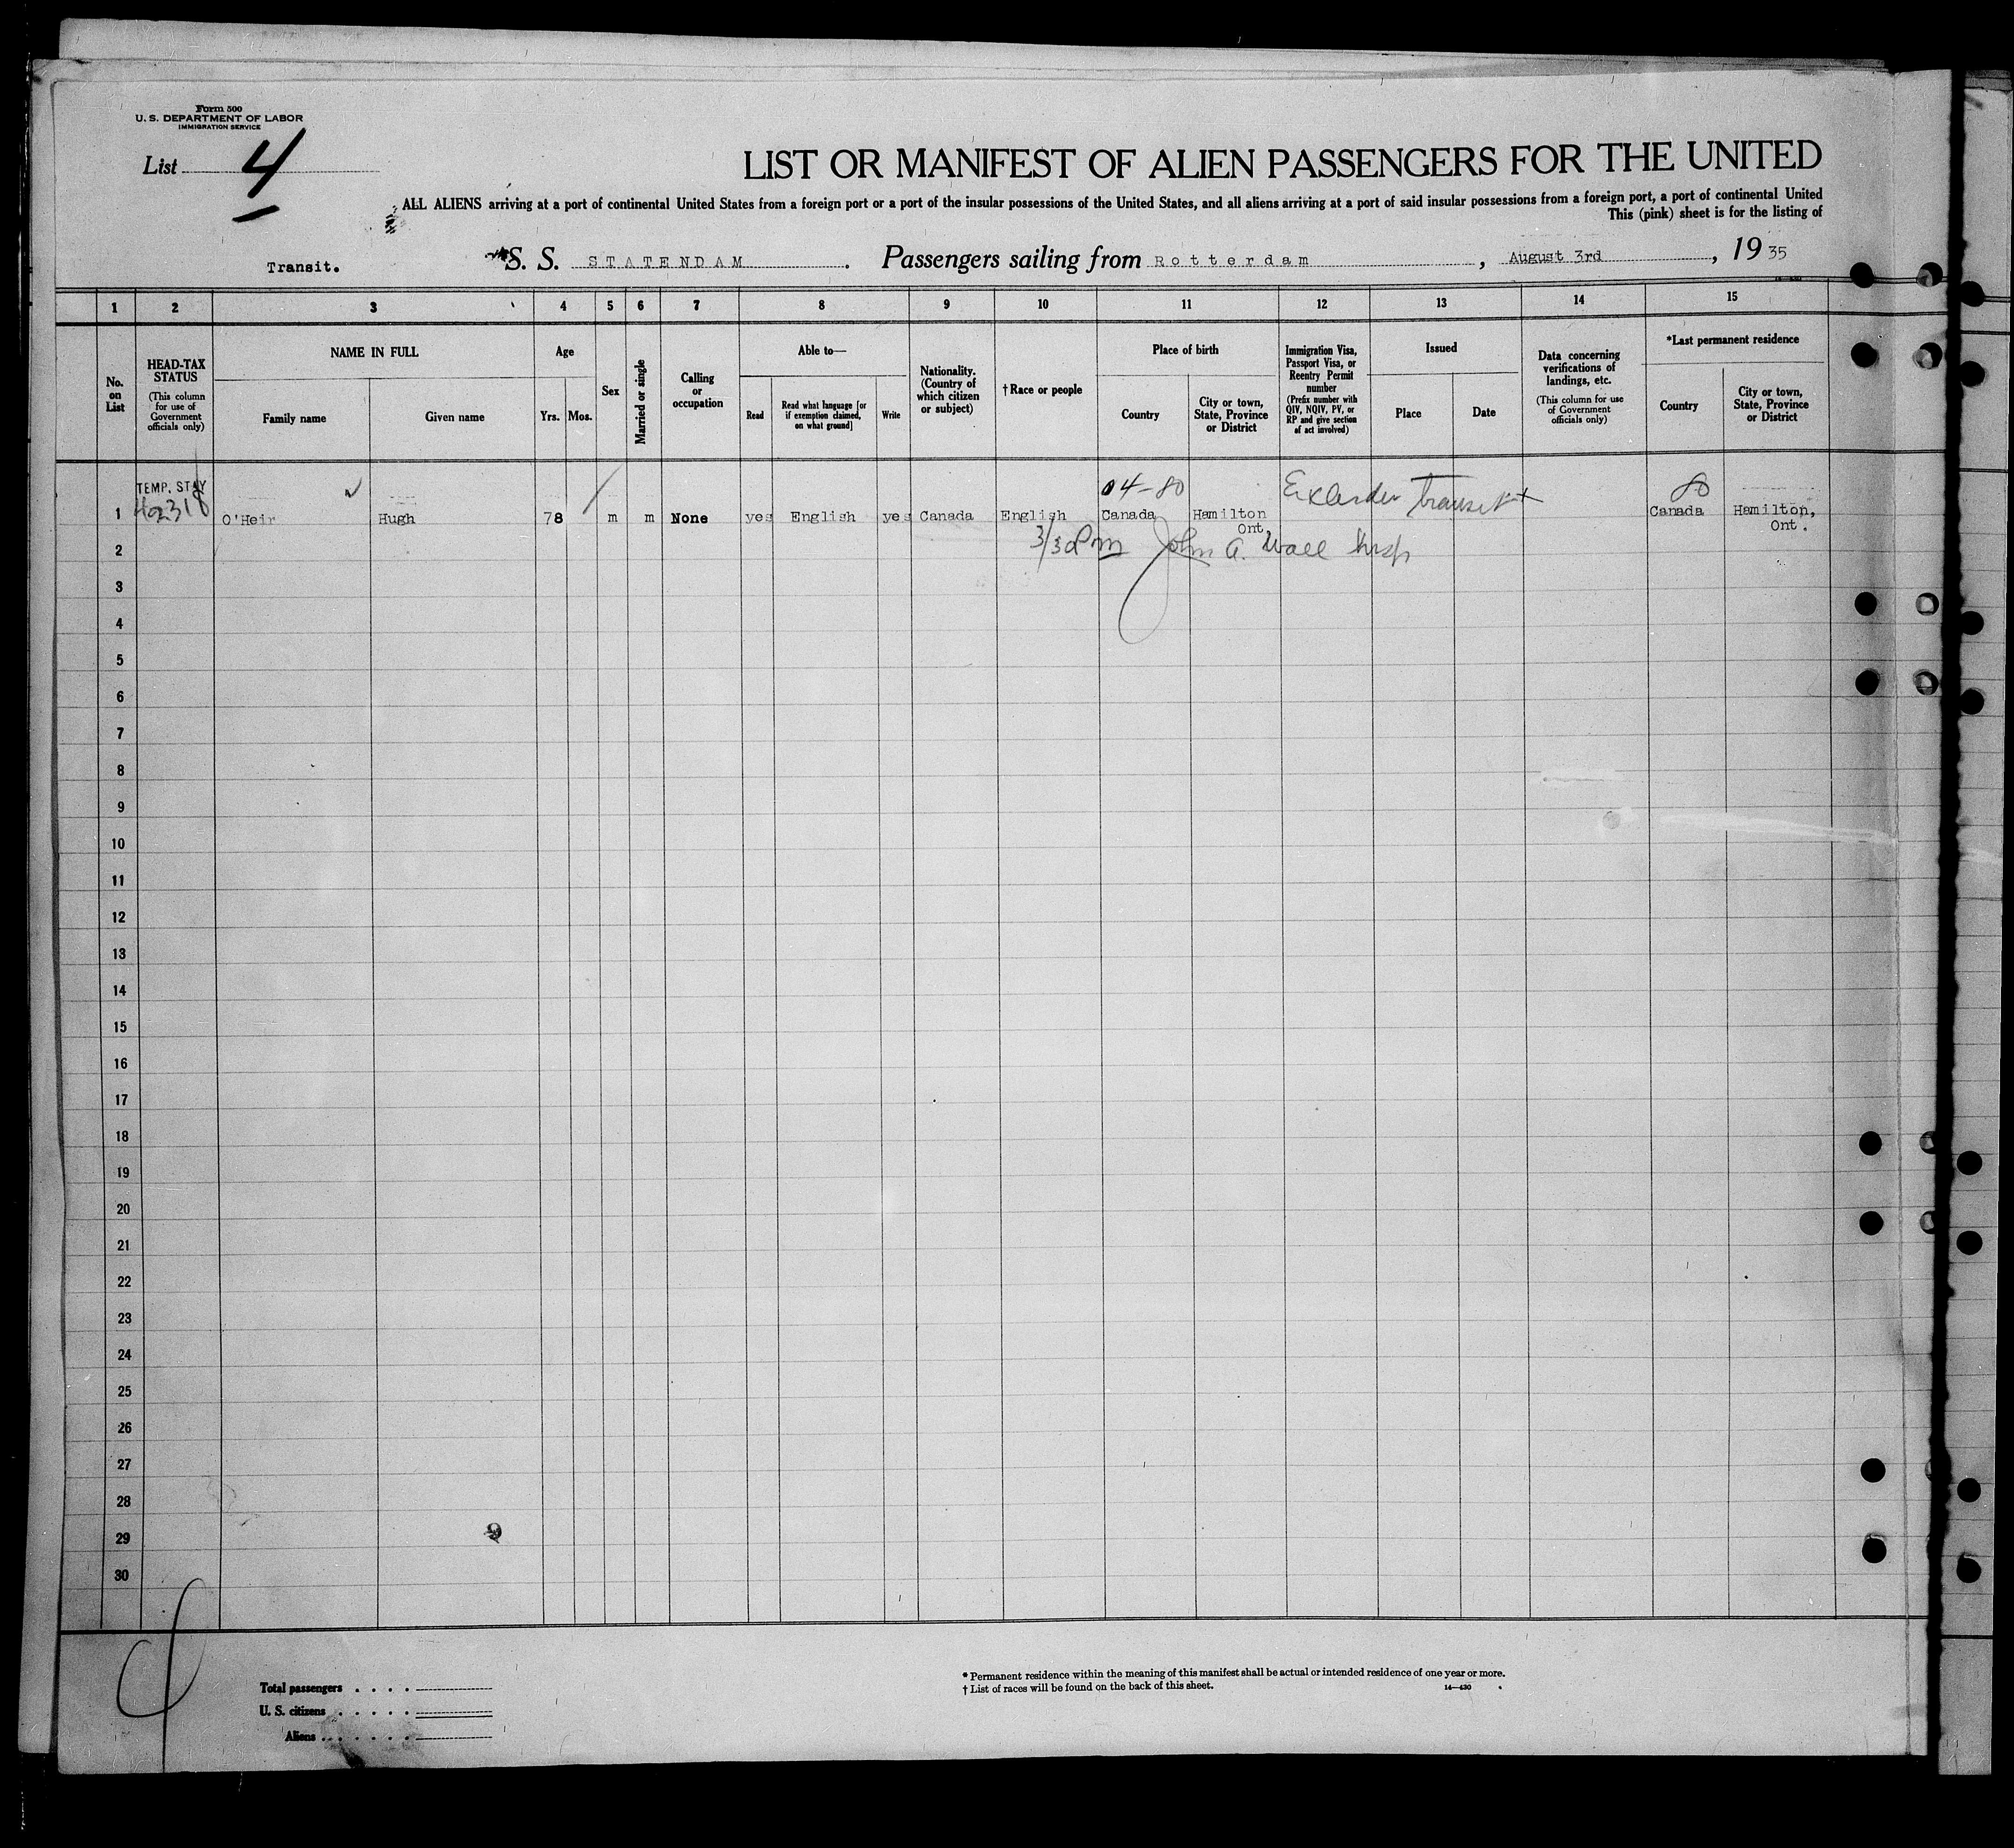 Form 500
U. S. DEPARTMENT OF LABOR
IMMIGRATION SERVICE
List 4
LIST OR MANIFEST OF ALIEN PASSENGERS FOR THE UNITED
ALL ALIENS arriving at a port of continental United States from a foreign port or a port of the insular possessions of the United States, and all aliens arriving at a port of said insular possessions from a foreign port, a port of continental United
This (pink) sheet is for the listing of
Transit. S. S. STATENDAM . Passengers sailing from Rotterdam , August 3rd , 19 35
1 2 3 4 5 6 7 8 9 10 11 12 13 14 15
No. on List
HEAD-TAX STATUS (This column for use of Government officials only)
NAME IN FULL
Family name
Given name
Age
Yrs.
Mos.
Sex
Married or single
Calling or occupation
Able to—
Read
Read what language [or if exemption claimed, on what ground]
Write
Nationality. (Country of which citizen or subject)
† Race or people
Place of birth
Country
City or town, State, Province or District
Immigration Visa, Passport Visa, or Reentry Permit number (Prefix number with QIV, NQIV, PV, or RP and give section of act involved)
Issued
Place
Date
Data concerning verifications of landings, etc. (This column for use of Government officials only)
*Last permanent residence
Country
City or town, State, Province or District
TEMP. STAY
04-80
Transit
80
1 O'Heir Hugh 78 m m None yes English yes Canada English Canada Hamilton Ont. Canada Hamilton, Ont.
3/30 Pm John A. Wall Insp
2
3
4
5
6
7
8
9
10
11
12
13
14
15
16
17
18
19
20
21
22
23
24
25
26
27
28
29
30
9
Total passengers . . . .
U. S. citizens . . . . .
Aliens . . . . . .
* Permanent residence within the meaning of this manifest shall be actual or intended residence of one year or more.
† List of races will be found on the back of this sheet.
14—430